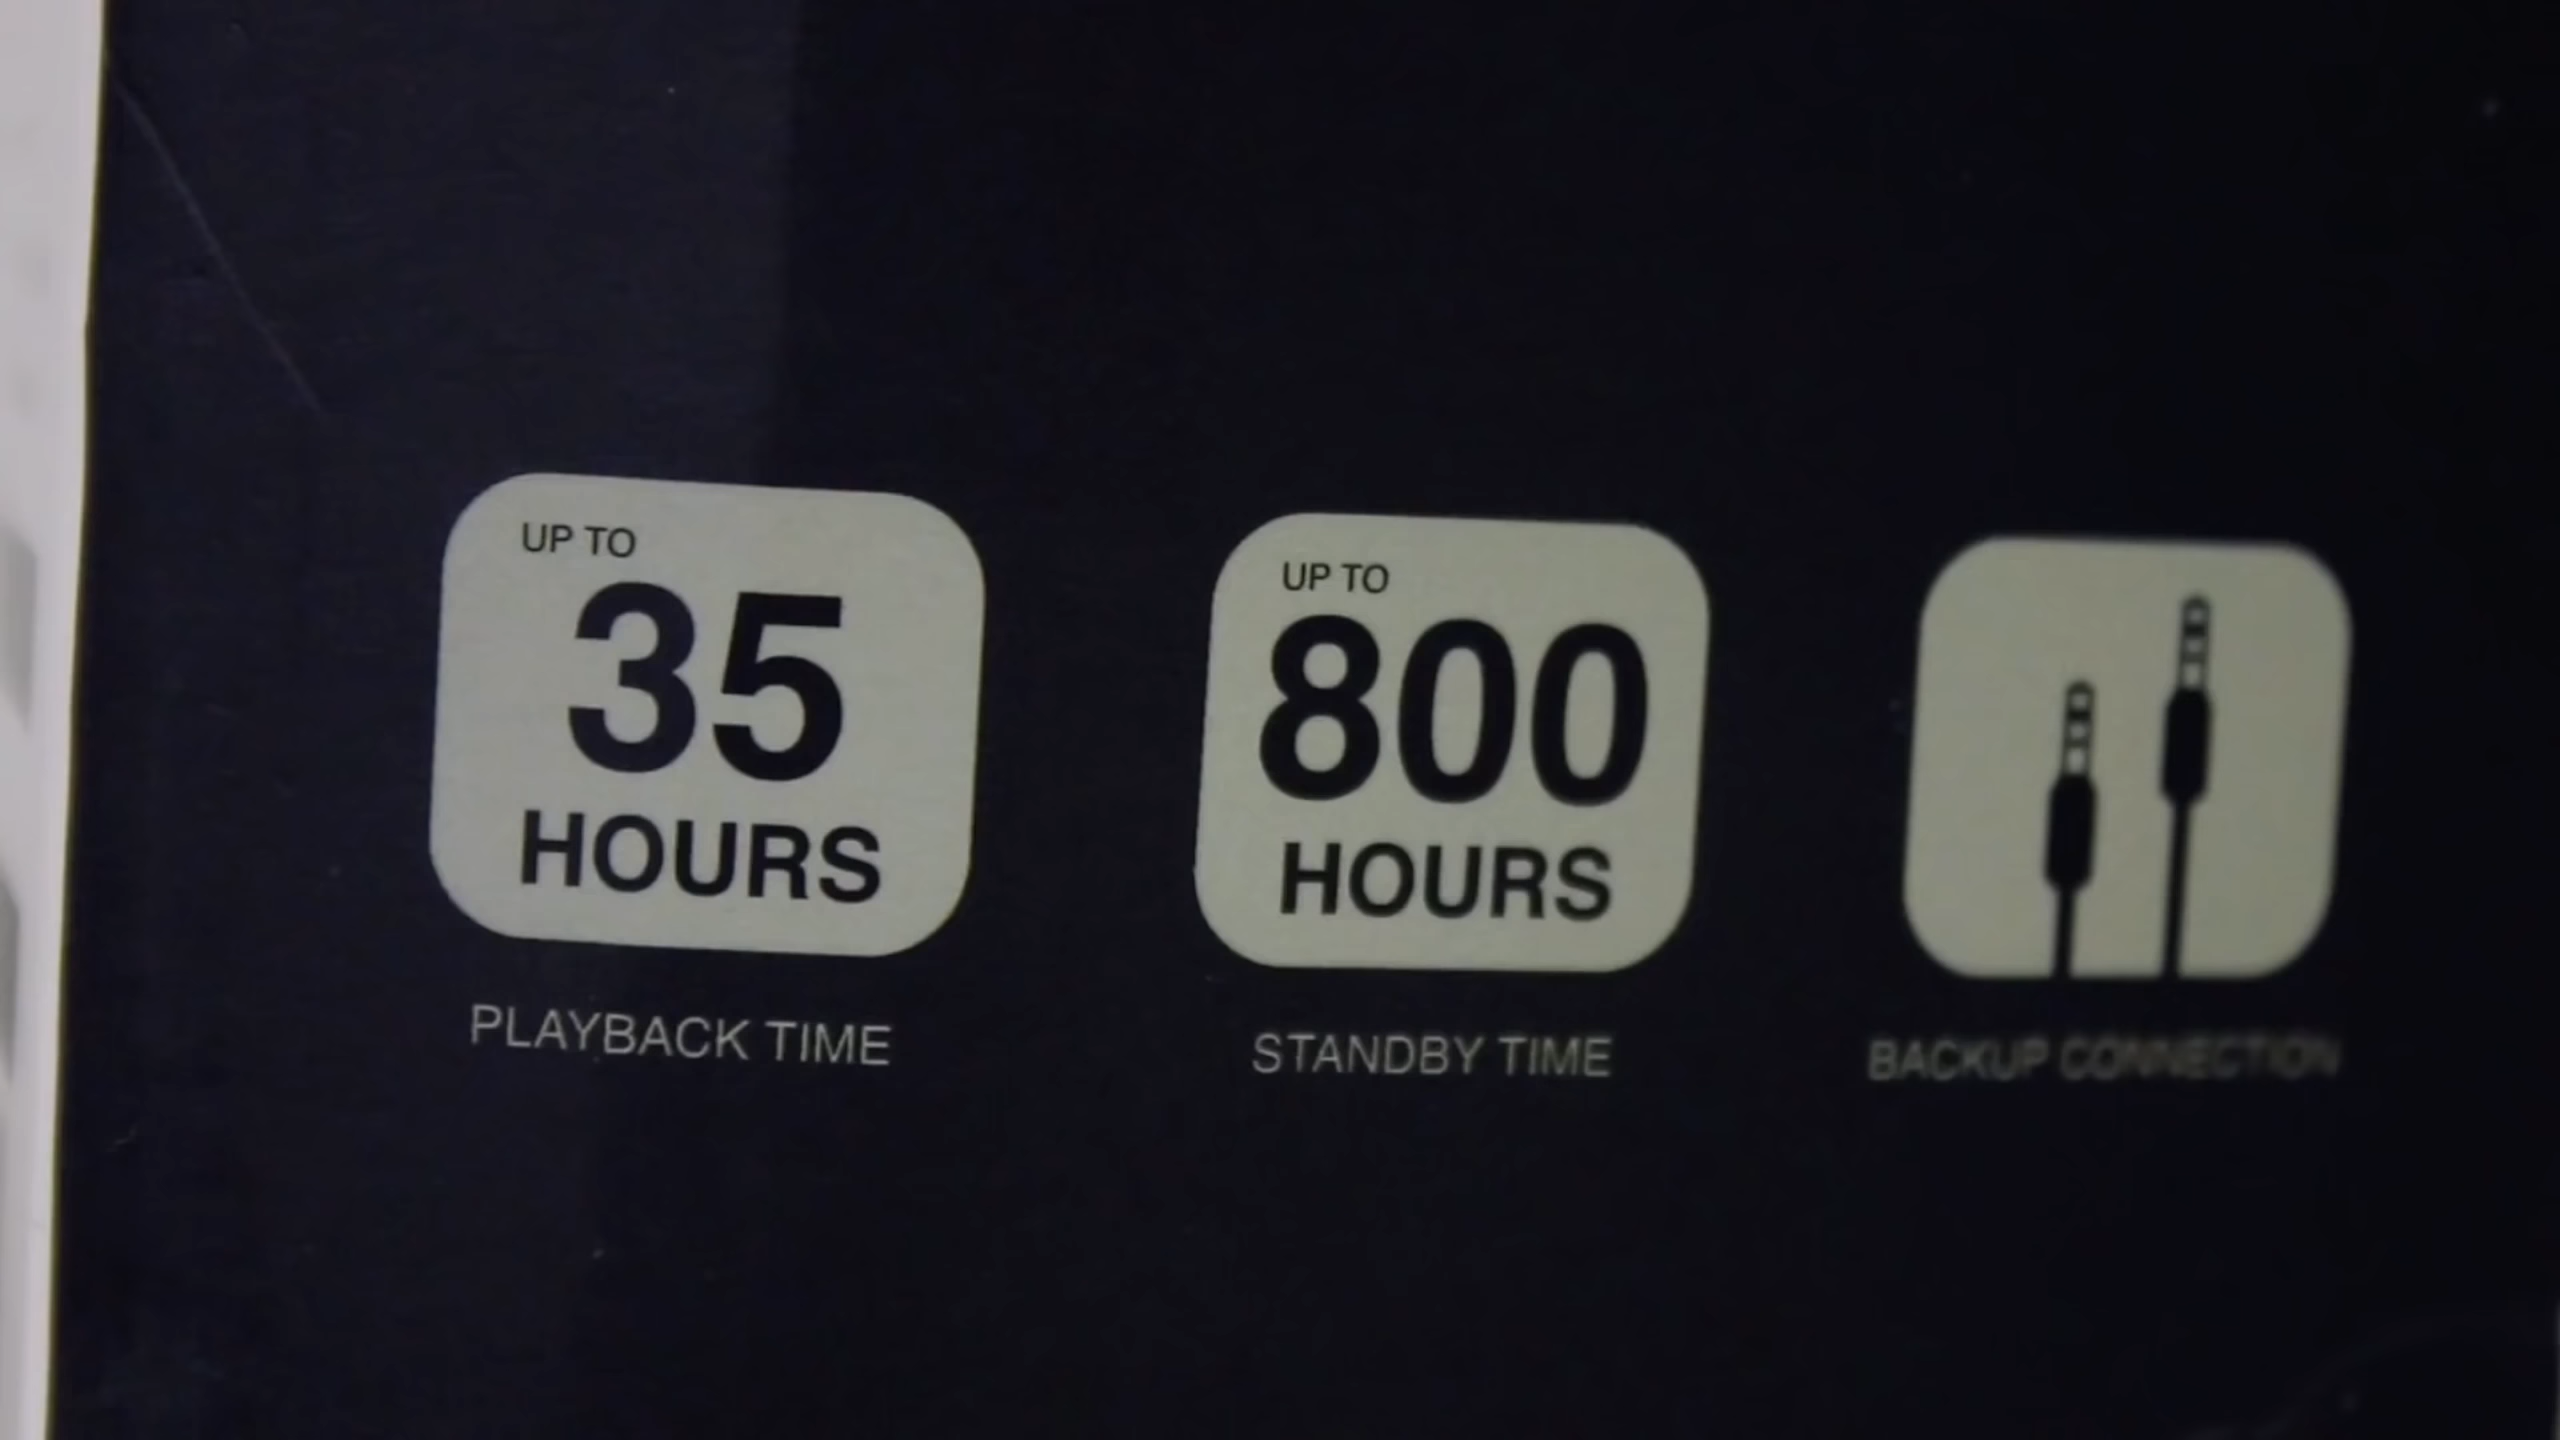 UP TO
35
HOURS
PLAYBACK TIME
UP TO
800
HOURS
STANDBY TIME
BACKUP CONNECTION